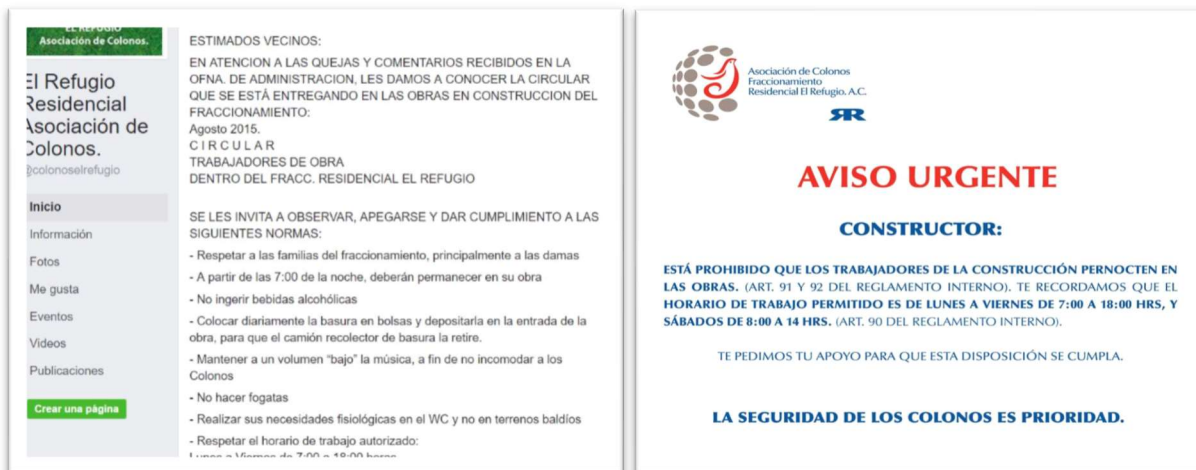 EL REFUGIO
Asociación de Colonos.
El Refugio
Residencial
Asociación de
Colonos.
@colonoselrefugio
Inicio
Información
Fotos
Me gusta
Eventos
Videos
Publicaciones
Crear una página
ESTIMADOS VECINOS:
EN ATENCION A LAS QUEJAS Y COMENTARIOS RECIBIDOS EN LA
OFNA. DE ADMINISTRACION, LES DAMOS A CONOCER LA CIRCULAR
QUE SE ESTÁ ENTREGANDO EN LAS OBRAS EN CONSTRUCCION DEL
FRACCIONAMIENTO:
Agosto 2015.
C I R C U L A R
TRABAJADORES DE OBRA
DENTRO DEL FRACC. RESIDENCIAL EL REFUGIO
SE LES INVITA A OBSERVAR, APEGARSE Y DAR CUMPLIMIENTO A LAS
SIGUIENTES NORMAS:
- Respetar a las familias del fraccionamiento, principalmente a las damas
- A partir de las 7:00 de la noche, deberán permanecer en su obra
- No ingerir bebidas alcohólicas
- Colocar diariamente la basura en bolsas y depositarla en la entrada de la
obra, para que el camión recolector de basura la retire.
- Mantener a un volumen “bajo” la música, a fin de no incomodar a los
Colonos
- No hacer fogatas
- Realizar sus necesidades fisiológicas en el WC y no en terrenos baldíos
- Respetar el horario de trabajo autorizado:
Lunes a Viernes de 7:00 a 18:00 horas
Asociación de Colonos
Fraccionamiento
Residencial El Refugio. A.C.
RR
AVISO URGENTE
CONSTRUCTOR:
ESTÁ PROHIBIDO QUE LOS TRABAJADORES DE LA CONSTRUCCIÓN PERNOCTEN EN
LAS OBRAS. (ART. 91 Y 92 DEL REGLAMENTO INTERNO). TE RECORDAMOS QUE EL
HORARIO DE TRABAJO PERMITIDO ES DE LUNES A VIERNES DE 7:00 A 18:00 HRS, Y
SÁBADOS DE 8:00 A 14 HRS. (ART. 90 DEL REGLAMENTO INTERNO).
TE PEDIMOS TU APOYO PARA QUE ESTA DISPOSICIÓN SE CUMPLA.
LA SEGURIDAD DE LOS COLONOS ES PRIORIDAD.